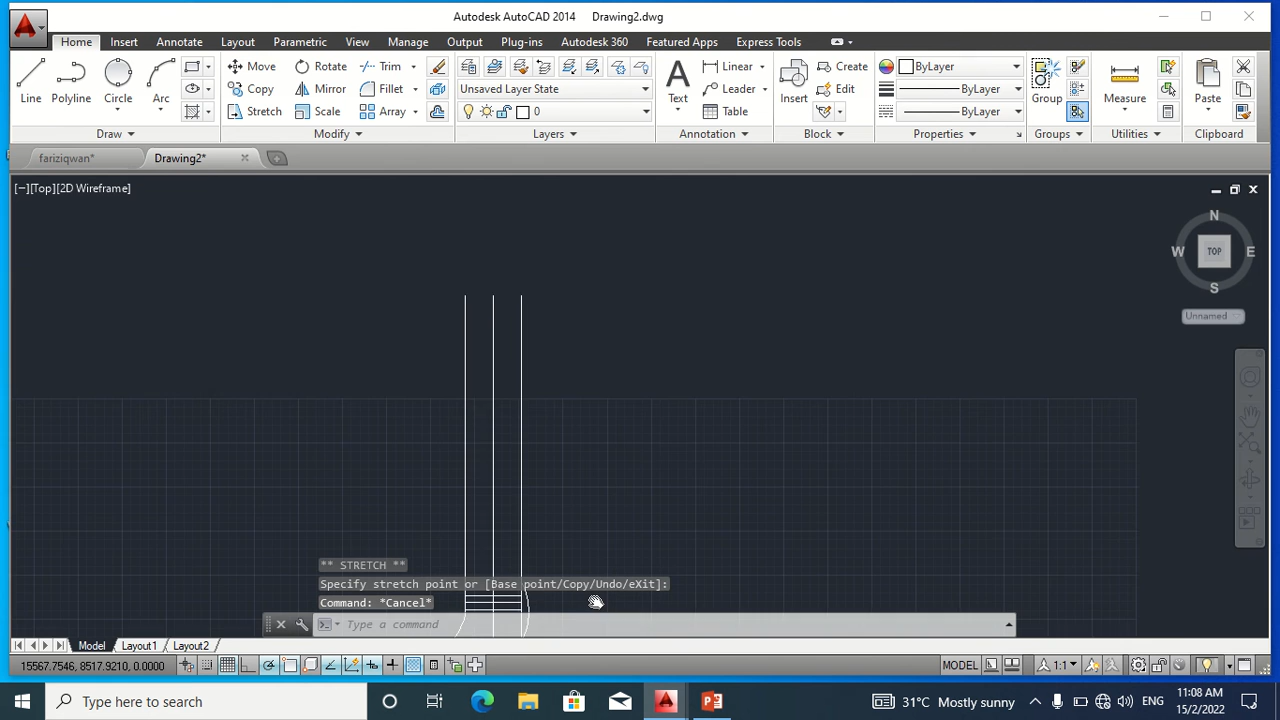 Autodesk AutoCAD 2014 Drawing2.dwg
Home Insert Annotate Layout Parametric View Manage Output Plug-ins Autodesk 360 Featured Apps Express Tools
Move Rotate Trim Unsaved Layer State Linear Create ByLayer
Line Polyline Circle Arc Copy Mirror Fillet Text Leader Insert Edit ByLayer Group Measure Paste
Stretch Scale Array 0 Table ByLayer
Draw Modify Layers Annotation Block Properties Groups Utilities Clipboard
fariziqwan* Drawing2*
[−][Top][2D Wireframe]
N
W TOP E
S
Unnamed
** STRETCH **
Specify stretch point or [Base point/Copy/Undo/eXit]:
Command: *Cancel*
Type a command
Model Layout1 Layout2
15567.7546, 8517.9210, 0.0000 MODEL 1:1
Type here to search 31°C Mostly sunny ENG 11:08 AM
15/2/2022